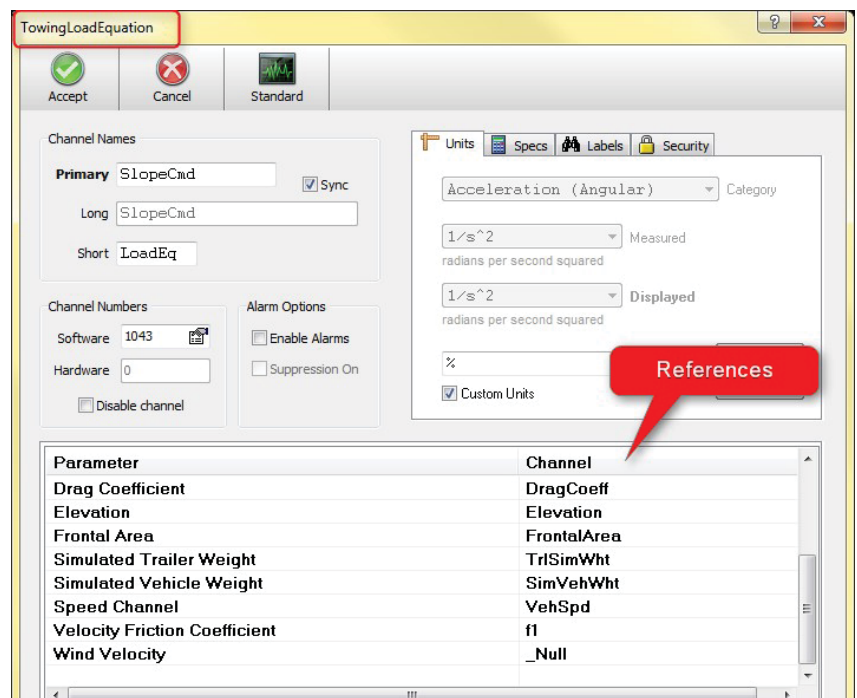 TowingLoadEquation
? X
Accept Cancel Standard
Channel Names
Primary SlopeCmd
Sync
Long SlopeCmd
Short LoadEq
Channel Numbers
Software 1043
Hardware 0
Disable channel
Alarm Options
Enable Alarms
Suppression On
Units Specs Labels Security
Acceleration (Angular) Category
1/s^2 Measured
radians per second squared
1/s^2 Displayed
radians per second squared
%
Custom Units
References
Parameter Channel
Drag Coefficient DragCoeff
Elevation Elevation
Frontal Area FrontalArea
Simulated Trailer Weight TrlSimWht
Simulated Vehicle Weight SimVehWht
Speed Channel VehSpd
Velocity Friction Coefficient f1
Wind Velocity _Null